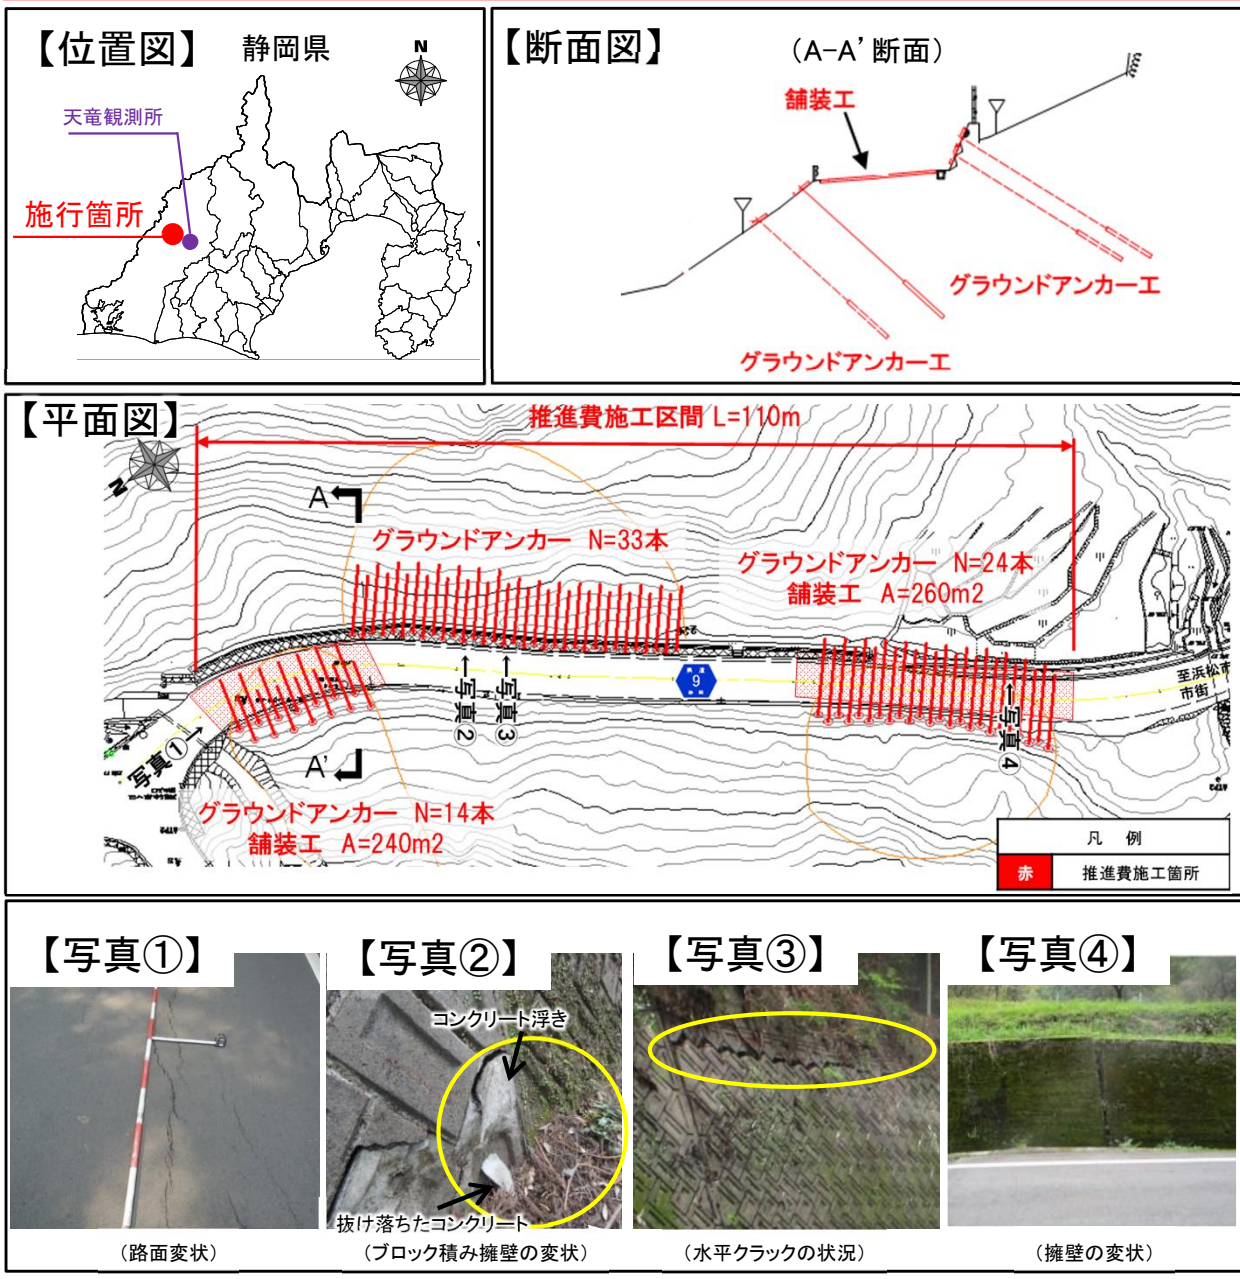 【位置図】
静岡県
N
天竜観測所
施行箇所
【断面図】
(A-A’断面)
舗装工
グラウンドアンカー工
グラウンドアンカー工
【平面図】
推進費施工区間 L=110m
N
A
グラウンドアンカー N=33本
グラウンドアンカー N=24本
舗装工 A=260m2
9
至浜松市
市街
←写真②
←写真③
←写真④
写真①→
A’
グラウンドアンカー N=14本
舗装工 A=240m2
凡 例
赤 推進費施工箇所
【写真①】
【写真②】
【写真③】
【写真④】
コンクリート浮き
抜け落ちたコンクリート
(路面変状)
(ブロック積み擁壁の変状)
(水平クラックの状況)
(擁壁の変状)